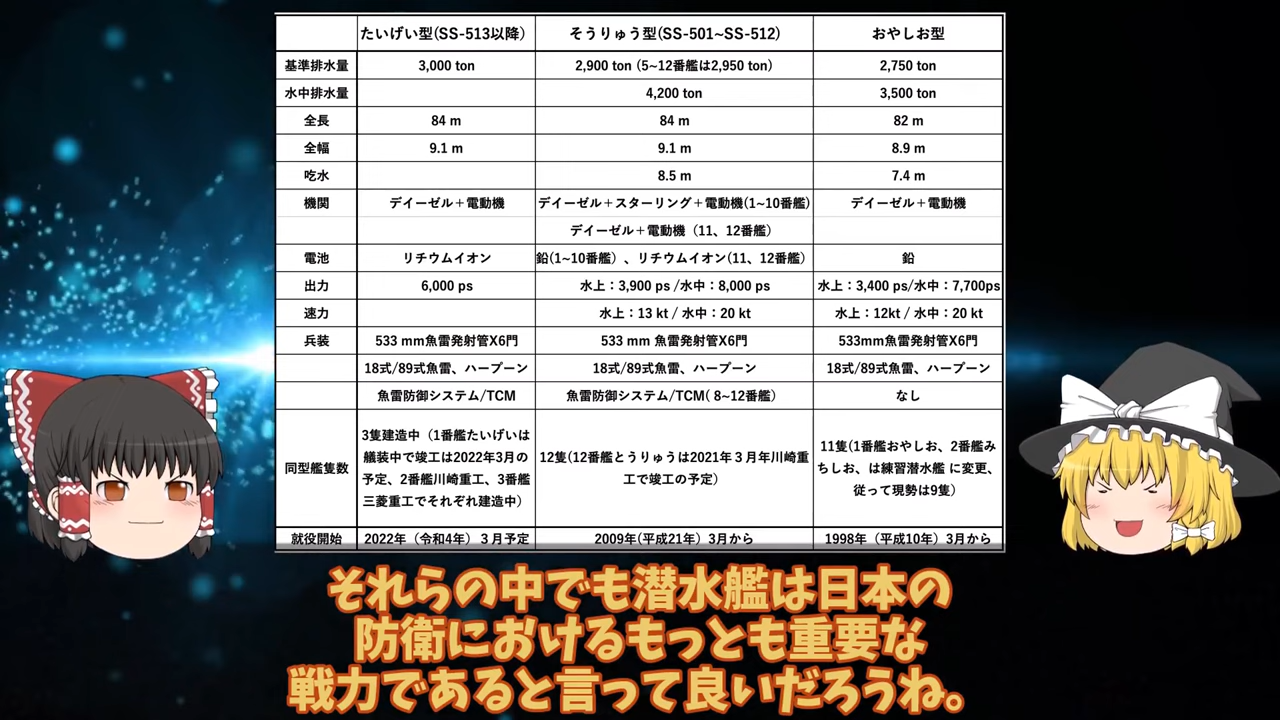 たいげい型(SS-513以降) そうりゅう型(SS-501~SS-512) おやしお型
基準排水量 3,000 ton 2,900 ton (5~12番艦は2,950 ton) 2,750 ton
水中排水量 4,200 ton 3,500 ton
全長 84 m 84 m 82 m
全幅 9.1 m 9.1 m 8.9 m
吃水 8.5 m 7.4 m
機関 デイーゼル＋電動機 デイーゼル＋スターリング＋電動機(1~10番艦) デイーゼル＋電動機
デイーゼル＋電動機（11、12番艦）
電池 リチウムイオン 鉛(1~10番艦）、リチウムイオン(11、12番艦） 鉛
出力 6,000 ps 水上：3,900 ps /水中：8,000 ps 水上：3,400 ps/水中：7,700ps
速力 水上：13 kt / 水中：20 kt 水上：12kt / 水中：20 kt
兵装 533 mm魚雷発射管X6門 533 mm 魚雷発射管X6門 533mm魚雷発射管X6門
18式/89式魚雷、ハープーン 18式/89式魚雷、ハープーン 18式/89式魚雷、ハープーン
魚雷防御システム/TCM 魚雷防御システム/TCM( 8~12番艦） なし
同型艦隻数
3隻建造中（1番艦たいげいは
艤装中で竣工は2022年3月の
予定、2番艦川崎重工、3番艦
三菱重工でそれぞれ建造中）
12隻(12番艦とうりゅうは2021年３月年川崎重
工で竣工の予定）
11隻(1番艦おやしお、2番艦み
ちしお、は練習潜水艦 に変更、
従って現勢は9隻）
就役開始 2022年（令和4年）３月予定 2009年(平成21年）3月から 1998年（平成10年）3月から
それらの中でも潜水艦は日本の
防衛におけるもっとも重要な
戦力であると言って良いだろうね。